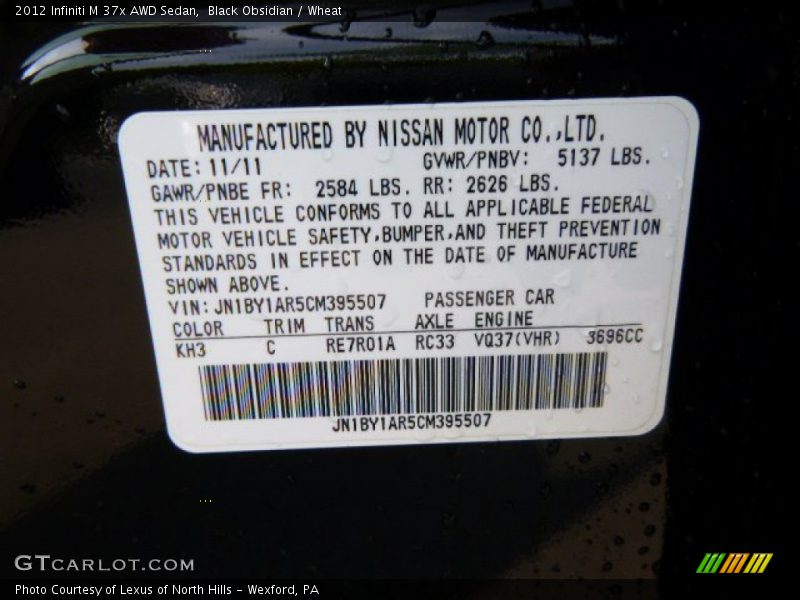 2012 Infiniti M 37x AWD Sedan,  Black Obsidian / Wheat
MANUFACTURED BY NISSAN MOTOR CO.,LTD.
DATE: 11/11 GVWR/PNBV: 5137 LBS.
GAWR/PNBE FR: 2584 LBS. RR: 2626 LBS.
THIS VEHICLE CONFORMS TO ALL APPLICABLE FEDERAL
MOTOR VEHICLE SAFETY,BUMPER,AND THEFT PREVENTION
STANDARDS IN EFFECT ON THE DATE OF MANUFACTURE
SHOWN ABOVE.
VIN: JN1BY1AR5CM395507 PASSENGER CAR
COLOR TRIM TRANS AXLE ENGINE
KH3 C RE7R01A RC33 VQ37(VHR) 3696CC
JN1BY1AR5CM395507
GTCARLOT.COM
Photo Courtesy of Lexus of North Hills - Wexford, PA